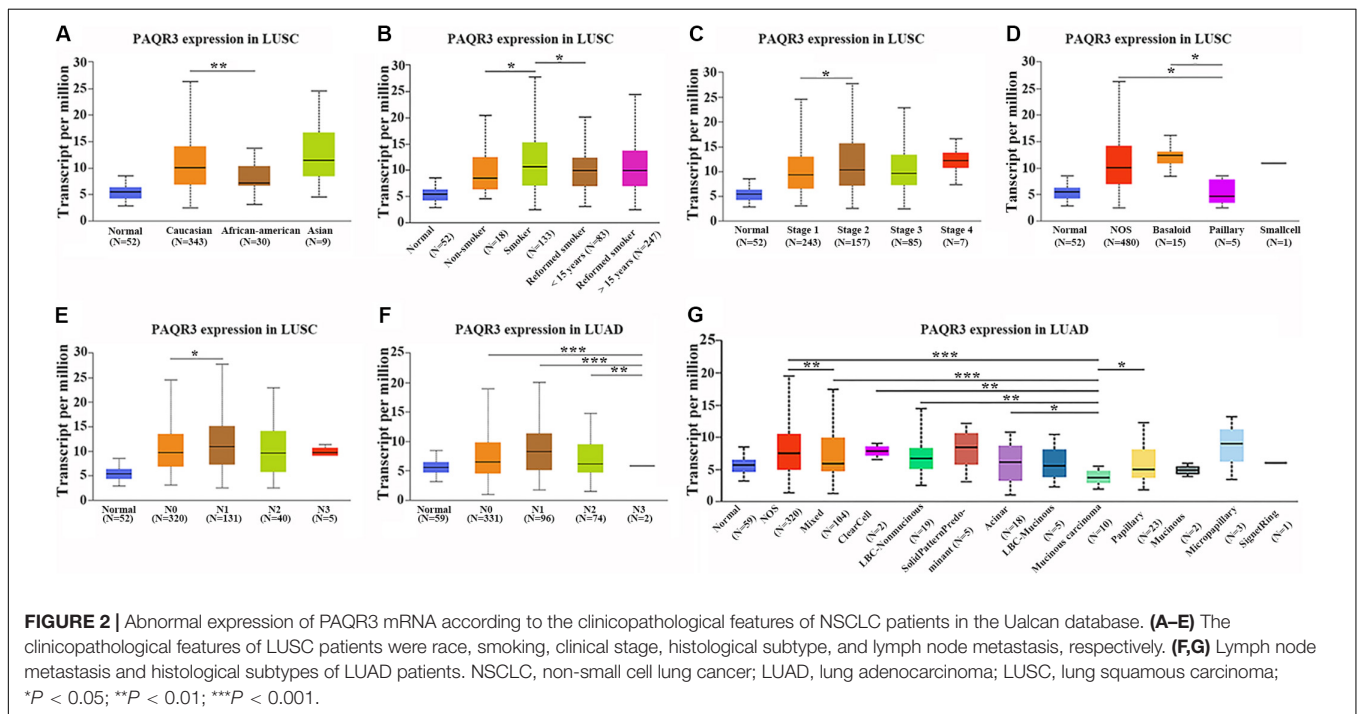 A
PAQR3 expression in LUSC
Transcript per million
30
25
20
15
10
5
0
**
Normal
(N=52)
Caucasian
(N=343)
African-american
(N=30)
Asian
(N=9)
B
PAQR3 expression in LUSC
Transcript per million
30
25
20
15
10
5
0
*
*
Normal
(N=52)
Non-smoker
(N=18)
Smoker
(N=133)
Reformed smoker
< 15 years (N=83)
Reformed smoker
> 15 years (N=247)
C
PAQR3 expression in LUSC
Transcript per million
30
25
20
15
10
5
0
*
Normal
(N=52)
Stage 1
(N=243)
Stage 2
(N=157)
Stage 3
(N=85)
Stage 4
(N=7)
D
PAQR3 expression in LUSC
Tanscript per million
30
25
20
15
10
5
0
*
*
Normal
(N=52)
NOS
(N=480)
Basaloid
(N=15)
Paillary
(N=5)
Smallcell
(N=1)
E
PAQR3 expression in LUSC
Transcript per million
30
25
20
15
10
5
0
*
Normal
(N=52)
N0
(N=320)
N1
(N=131)
N2
(N=40)
N3
(N=5)
F
PAQR3 expression in LUAD
Transcript per million
25
20
15
10
5
0
***
***
**
Normal
(N=59)
N0
(N=331)
N1
(N=96)
N2
(N=74)
N3
(N=2)
G
PAQR3 expression in LUAD
Transcript per million
25
20
15
10
5
0
***
**
*
***
**
**
*
Normal
(N=59)
NOS
(N=320)
Mixed
(N=104)
ClearCell
(N=2)
LBC-Nonmucinous
(N=19)
SolidPatternPredo-
minant (N=5)
Acinar
(N=18)
LBC-Mucinous
(N=5)
Mucinous carcinoma
(N=10)
Papillary
(N=23)
Mucinous
(N=2)
Micropapillary
(N=3)
SignetRing
(N=1)
FIGURE 2 | Abnormal expression of PAQR3 mRNA according to the clinicopathological features of NSCLC patients in the Ualcan database. (A–E) The
clinicopathological features of LUSC patients were race, smoking, clinical stage, histological subtype, and lymph node metastasis, respectively. (F,G) Lymph node
metastasis and histological subtypes of LUAD patients. NSCLC, non-small cell lung cancer; LUAD, lung adenocarcinoma; LUSC, lung squamous carcinoma;
*P < 0.05; **P < 0.01; ***P < 0.001.